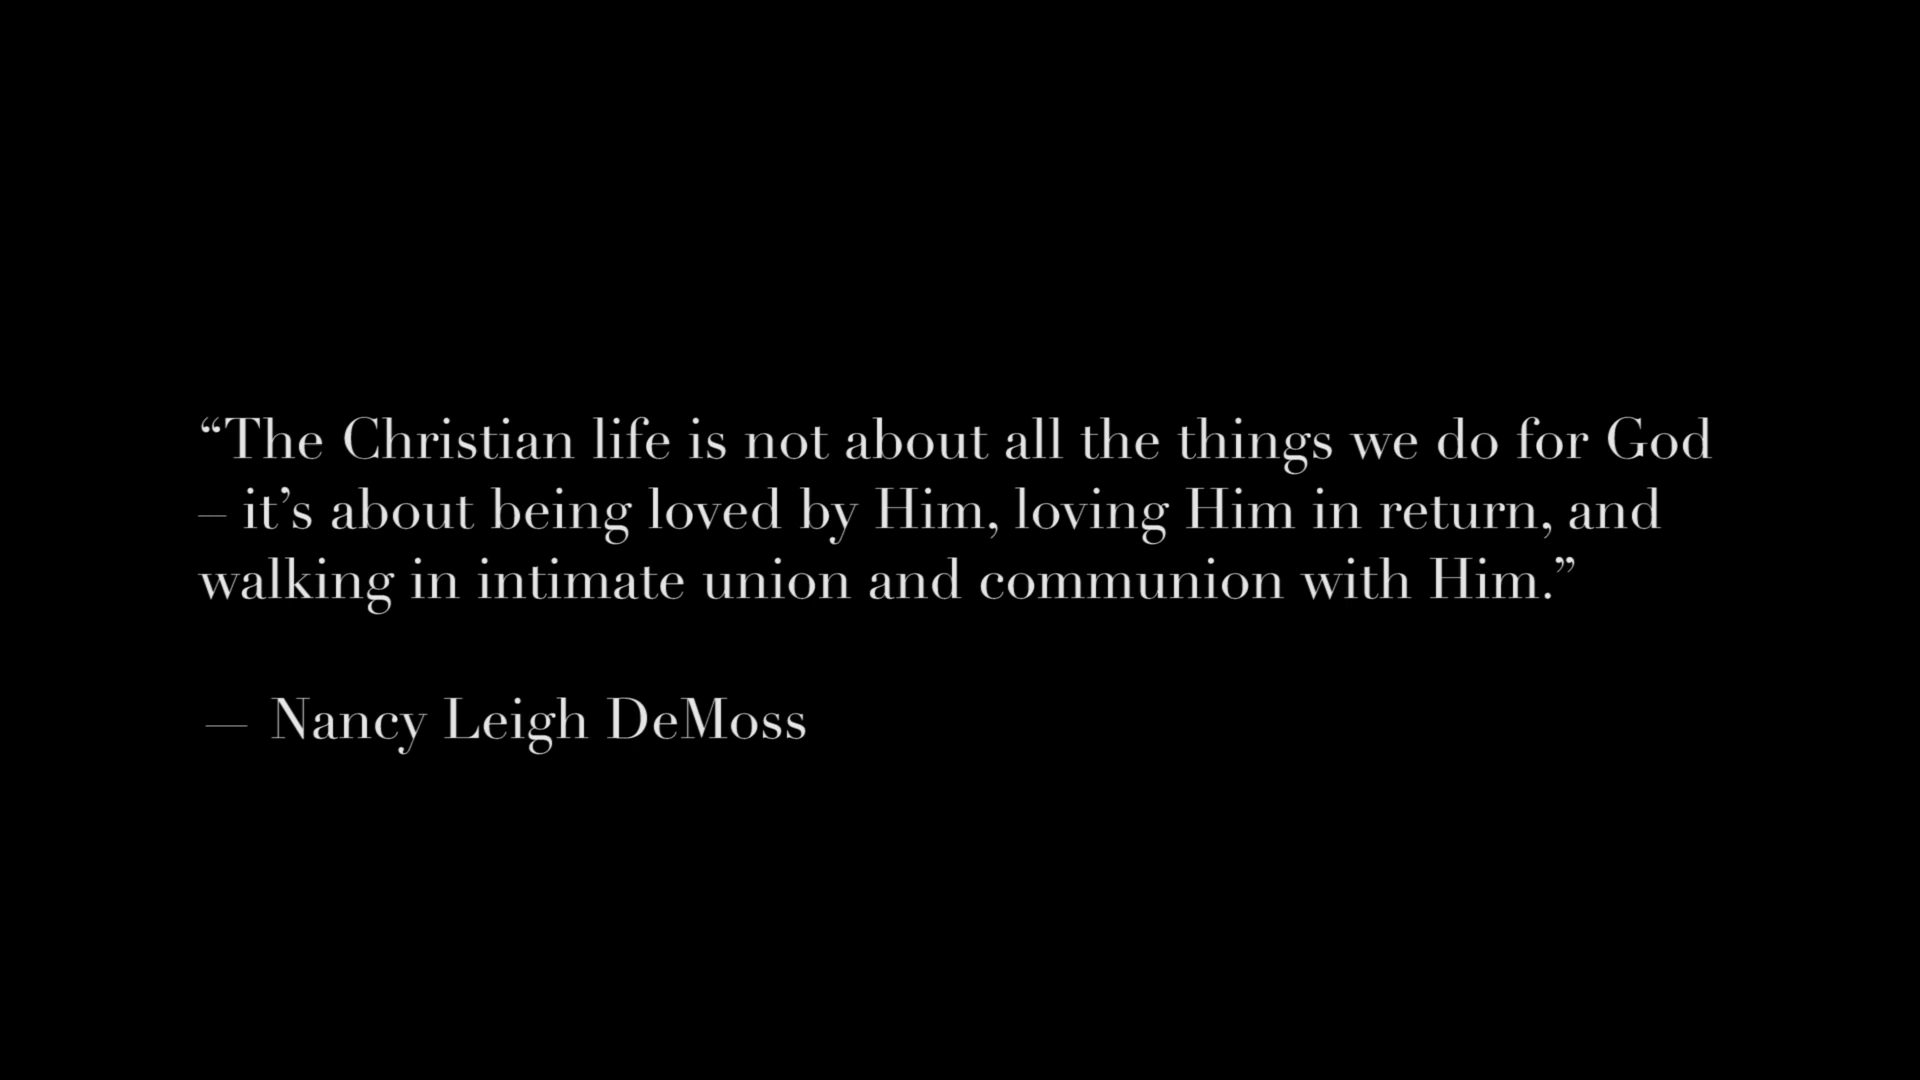 “The Christian life is not about all the things we do for God
– it’s about being loved by Him, loving Him in return, and
walking in intimate union and communion with Him.”
— Nancy Leigh DeMoss